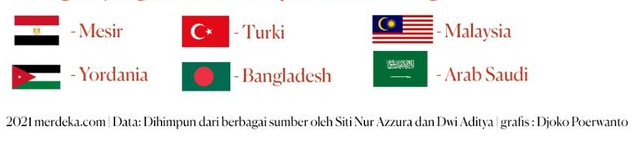 - Mesir - Turki - Malaysia
- Yordania - Bangladesh - Arab Saudi
2021 merdeka.com | Data: Dihimpun dari berbagai sumber oleh Siti Nur Azzura dan Dwi Aditya | grafis : Djoko Poerwanto